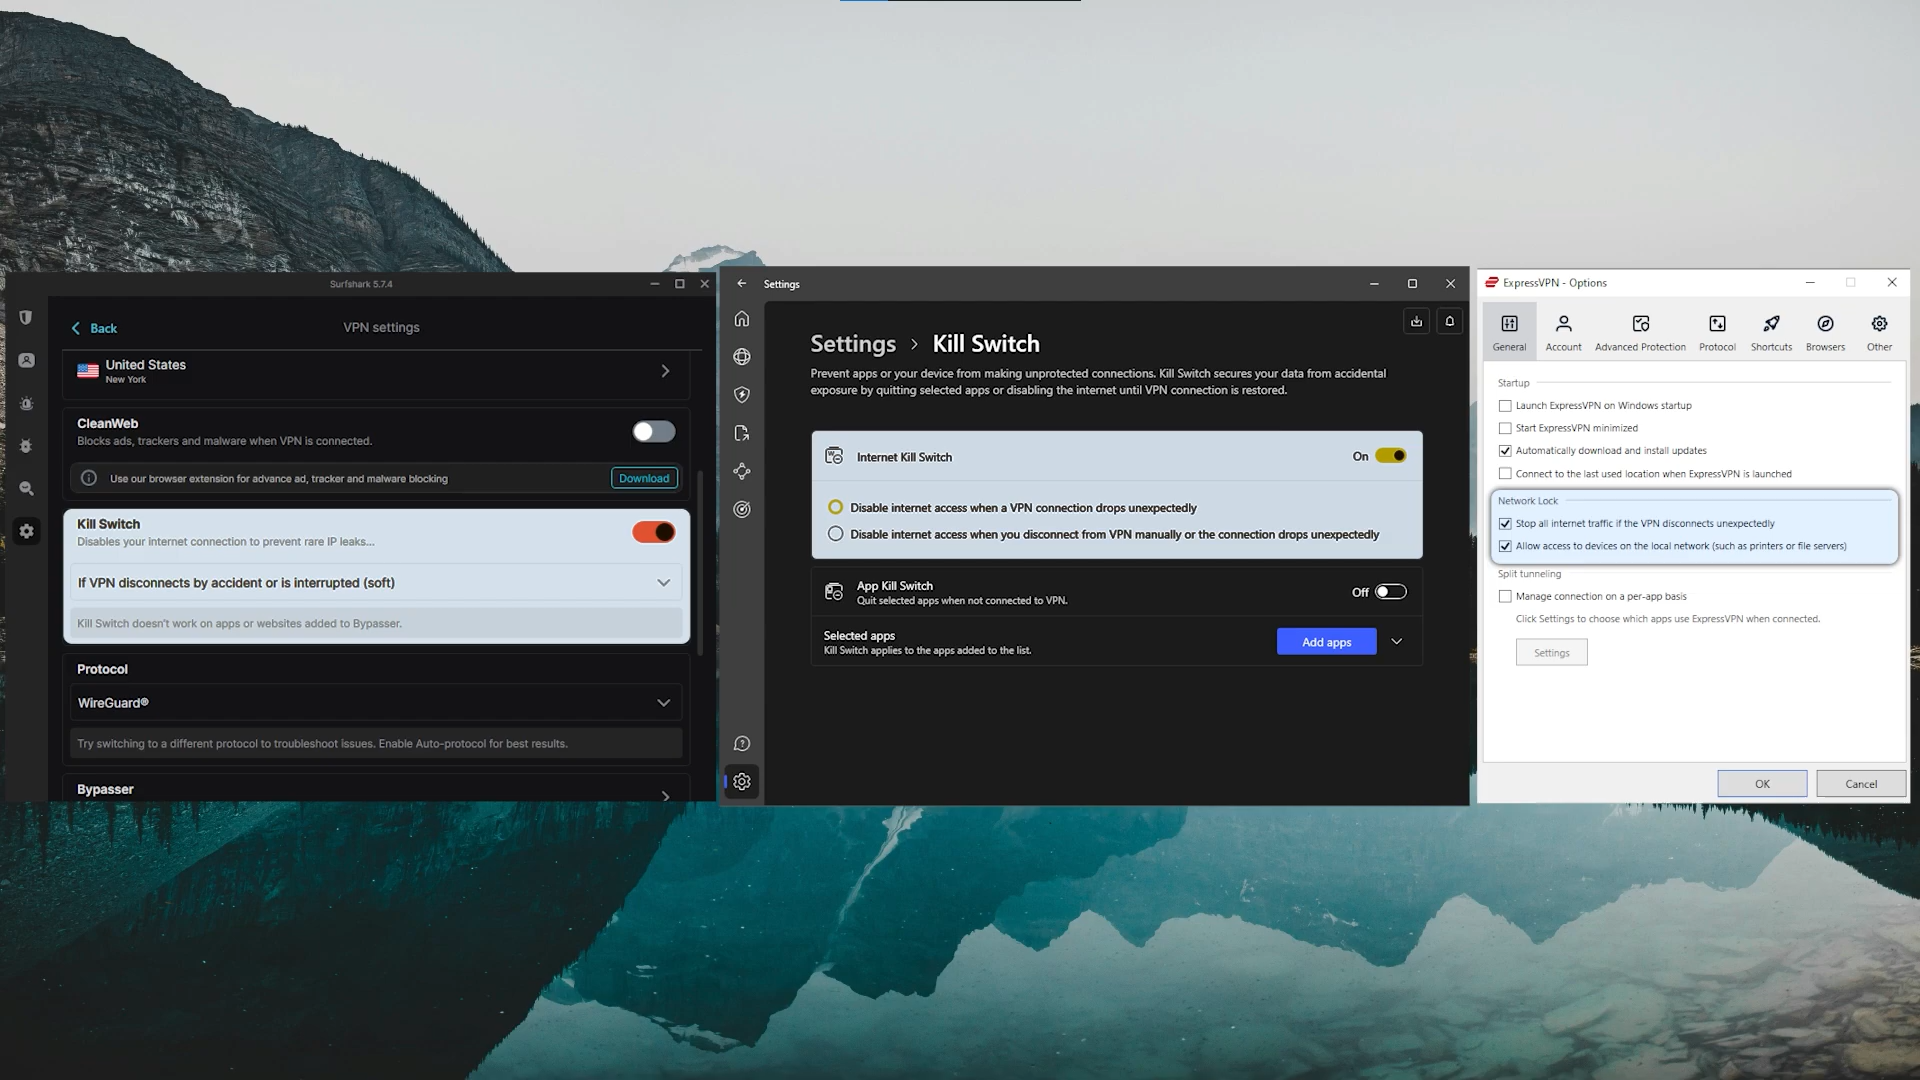 Surfshark 5.7.4
Back
VPN settings
United States
New York
CleanWeb
Blocks ads, trackers and malware when VPN is connected.
Use our browser extension for advance ad, tracker and malware blocking
Download
Kill Switch
Disables your internet connection to prevent rare IP leaks...
If VPN disconnects by accident or is interrupted (soft)
Kill Switch doesn't work on apps or websites added to Bypasser.
Protocol
WireGuard®
Try switching to a different protocol to troubleshoot issues. Enable Auto-protocol for best results.
Bypasser
Settings
Settings > Kill Switch
Prevent apps or your device from making unprotected connections. Kill Switch secures your data from accidental
exposure by quitting selected apps or disabling the internet until VPN connection is restored.
Internet Kill Switch
On
Disable internet access when a VPN connection drops unexpectedly
Disable internet access when you disconnect from VPN manually or the connection drops unexpectedly
App Kill Switch
Quit selected apps when not connected to VPN.
Off
Selected apps
Kill Switch applies to the apps added to the list.
Add apps
ExpressVPN - Options
General
Account
Advanced Protection
Protocol
Shortcuts
Browsers
Other
Startup
Launch ExpressVPN on Windows startup
Start ExpressVPN minimized
Automatically download and install updates
Connect to the last used location when ExpressVPN is launched
Network Lock
Stop all internet traffic if the VPN disconnects unexpectedly
Allow access to devices on the local network (such as printers or file servers)
Split tunneling
Manage connection on a per-app basis
Click Settings to choose which apps use ExpressVPN when connected.
Settings
OK
Cancel